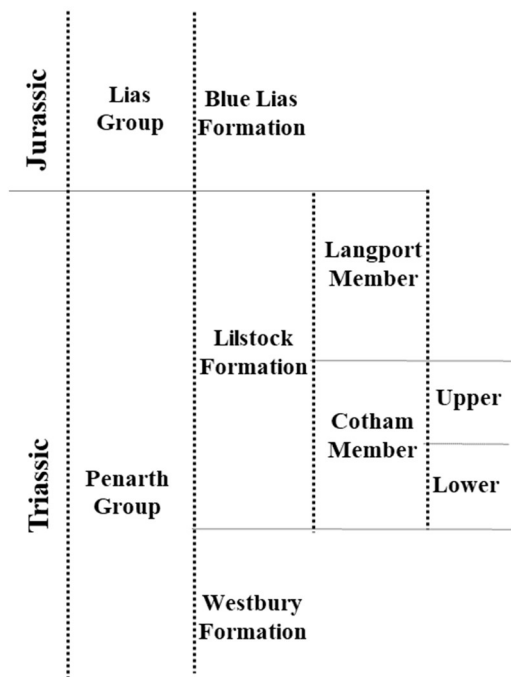 Jurassic
Lias
Group
Blue Lias
Formation
Triassic
Penarth
Group
Lilstock
Formation
Langport
Member
Cotham
Member
Upper
Lower
Westbury
Formation